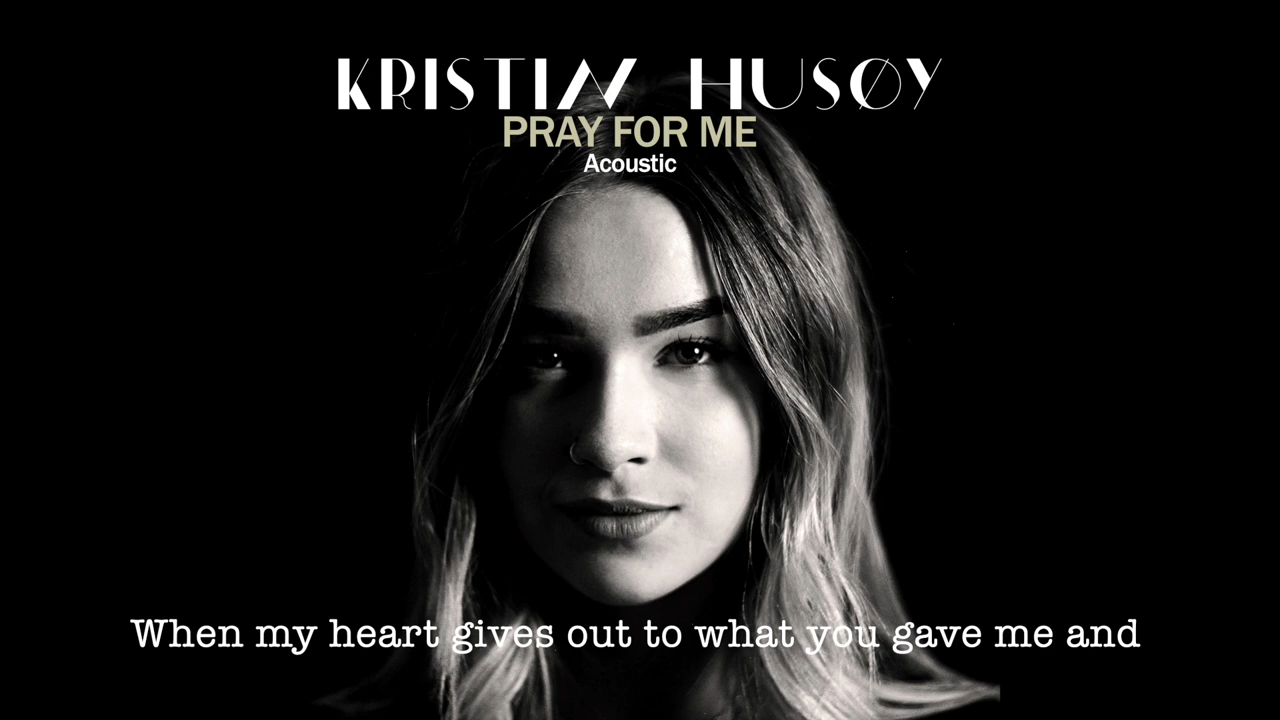 KRISTIN HUSØY
PRAY FOR ME
Acoustic
When my heart gives out to what you gave me and